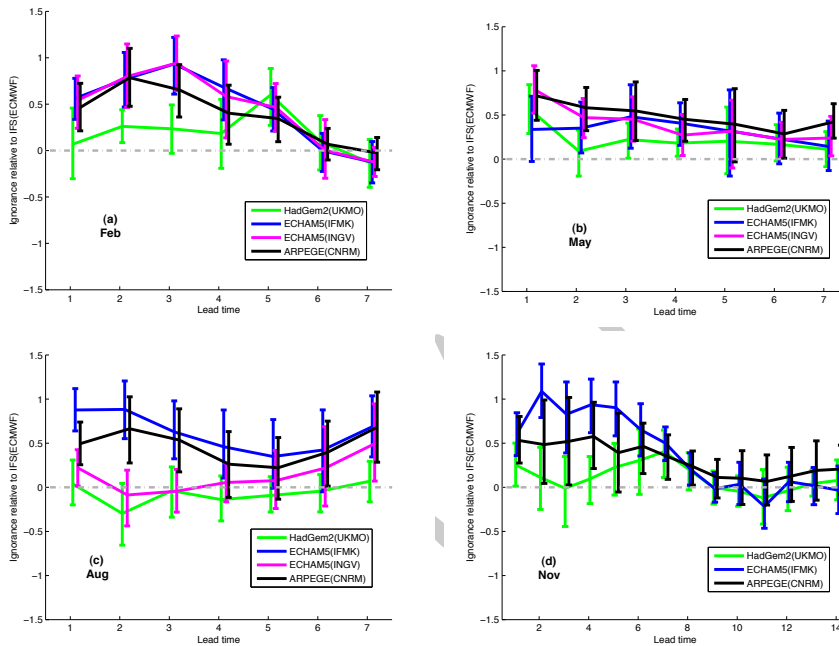 1.5
1
0.5
0
−0.5
−1
−1.5
Ignorance relative to IFS(ECMWF)
(a)
Feb
HadGem2(UKMO)
ECHAM5(IFMK)
ECHAM5(INGV)
ARPEGE(CNRM)
1 2 3 4 5 6 7
Lead time
1.5
1
0.5
0
−0.5
−1
−1.5
Ignorance relative to IFS(ECMWF)
(b)
May
HadGem2(UKMO)
ECHAM5(IFMK)
ECHAM5(INGV)
ARPEGE(CNRM)
1 2 3 4 5 6 7
Lead time
1.5
1
0.5
0
−0.5
−1
−1.5
Ignorance relative to IFS(ECMWF)
(c)
Aug
HadGem2(UKMO)
ECHAM5(IFMK)
ECHAM5(INGV)
ARPEGE(CNRM)
1 2 3 4 5 6 7
Lead time
1.5
1
0.5
0
−0.5
−1
−1.5
Ignorance relative to IFS(ECMWF)
(d)
Nov
HadGem2(UKMO)
ECHAM5(IFMK)
ARPEGE(CNRM)
2 4 6 8 10 12 14
Lead time